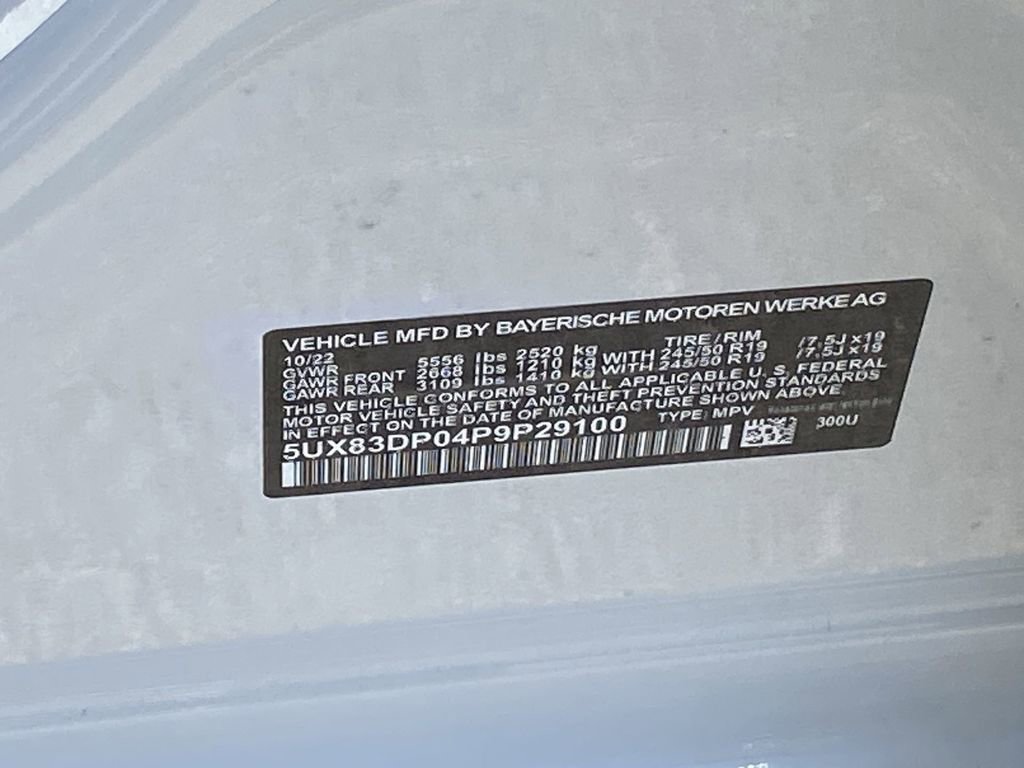 VEHICLE MFD BY BAYERISCHE MOTOREN WERKE AG
10/22 TIRE/RIM
GVWR 5556 lbs 2520 kg
GAWR FRONT 2668 lbs 1210 kg WITH 245/50 R19 /7,5J x19
GAWR REAR 3109 lbs 1410 kg WITH 245/50 R19 /7,5J x19
THIS VEHICLE CONFORMS TO ALL APPLICABLE U. S. FEDERAL
MOTOR VEHICLE SAFETY AND THEFT PREVENTION STANDARDS
IN EFFECT ON THE DATE OF MANUFACTURE SHOWN ABOVE.
5UX83DP04P9P29100 TYPE: MPV
300U